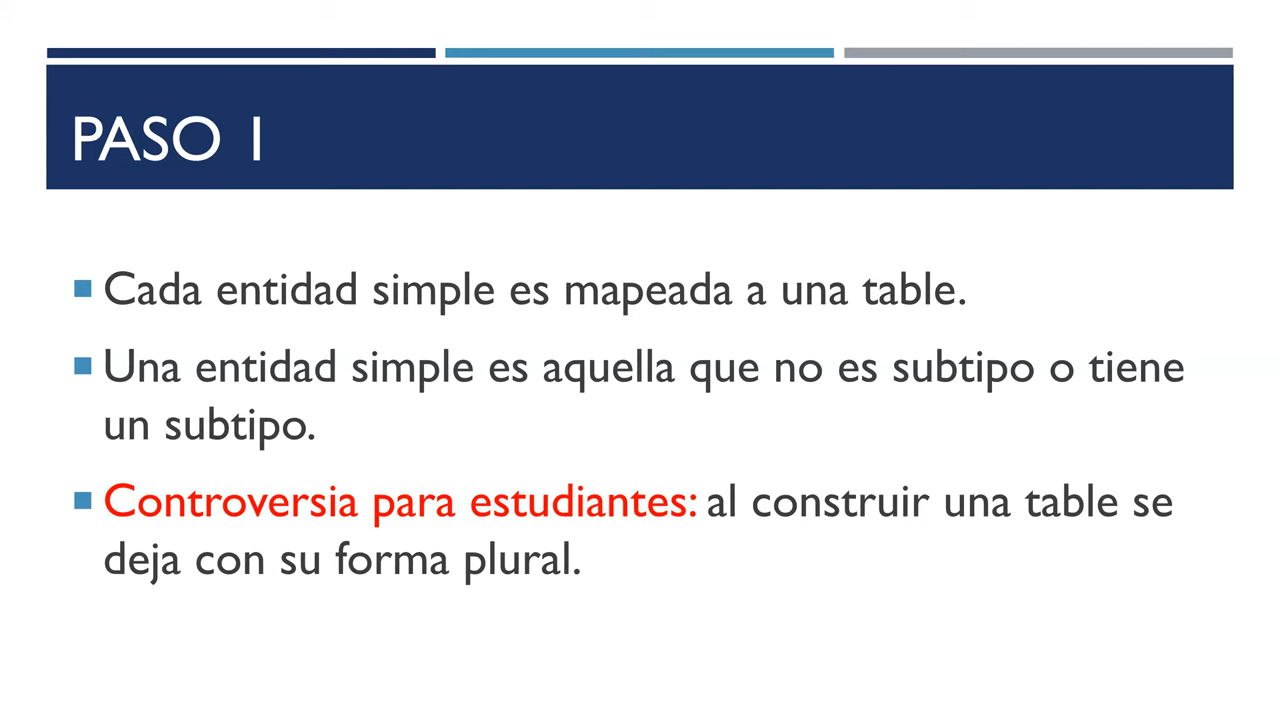 PASO 1
Cada entidad simple es mapeada a una table.
Una entidad simple es aquella que no es subtipo o tiene
un subtipo.
Controversia para estudiantes: al construir una table se
deja con su forma plural.